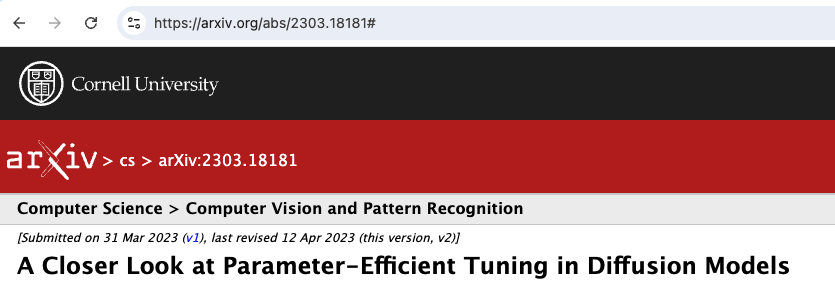 https://arxiv.org/abs/2303.18181#
Cornell University
arXiv > cs > arXiv:2303.18181
Computer Science > Computer Vision and Pattern Recognition
[Submitted on 31 Mar 2023 (v1), last revised 12 Apr 2023 (this version, v2)]
A Closer Look at Parameter-Efficient Tuning in Diffusion Models